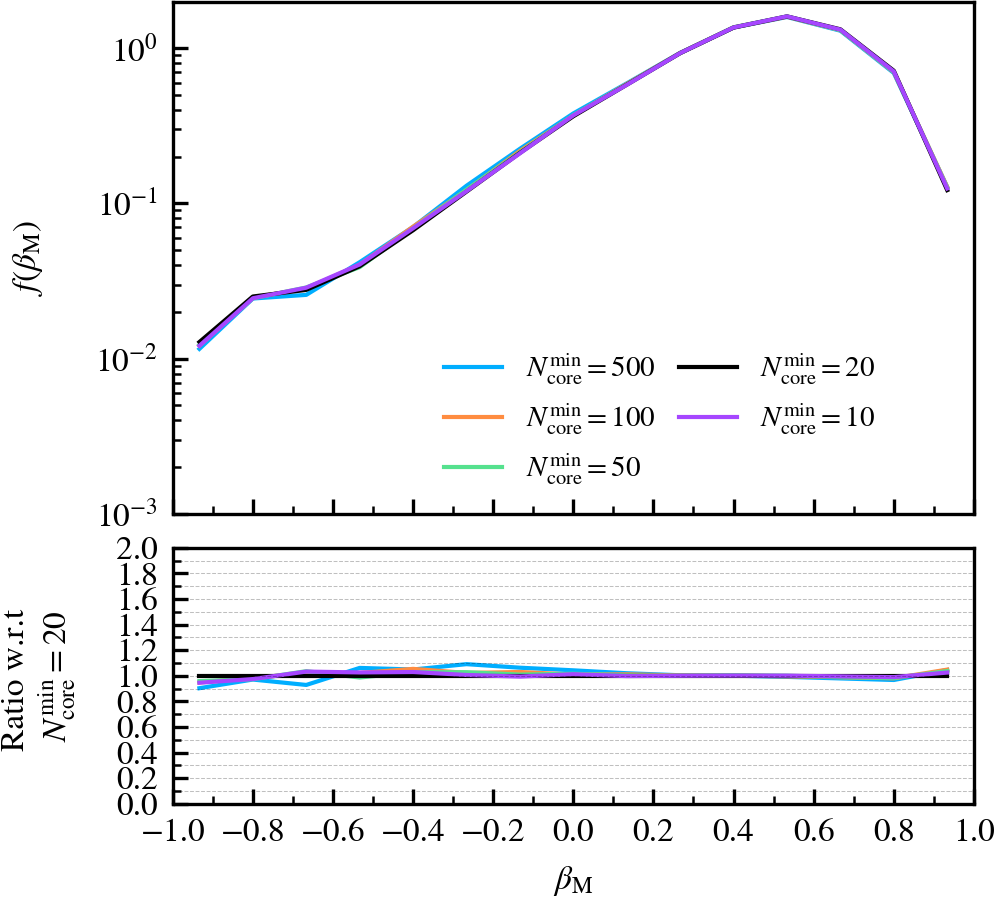 10^0
10^−1
10^−2
10^−3
f(β_M)
N_core^min = 500
N_core^min = 20
N_core^min = 100
N_core^min = 10
N_core^min = 50
2.0
1.8
1.6
1.4
1.2
1.0
0.8
0.6
0.4
0.2
0.0
Ratio w.r.t
N_core^min = 20
−1.0 −0.8 −0.6 −0.4 −0.2 0.0 0.2 0.4 0.6 0.8 1.0
β_M